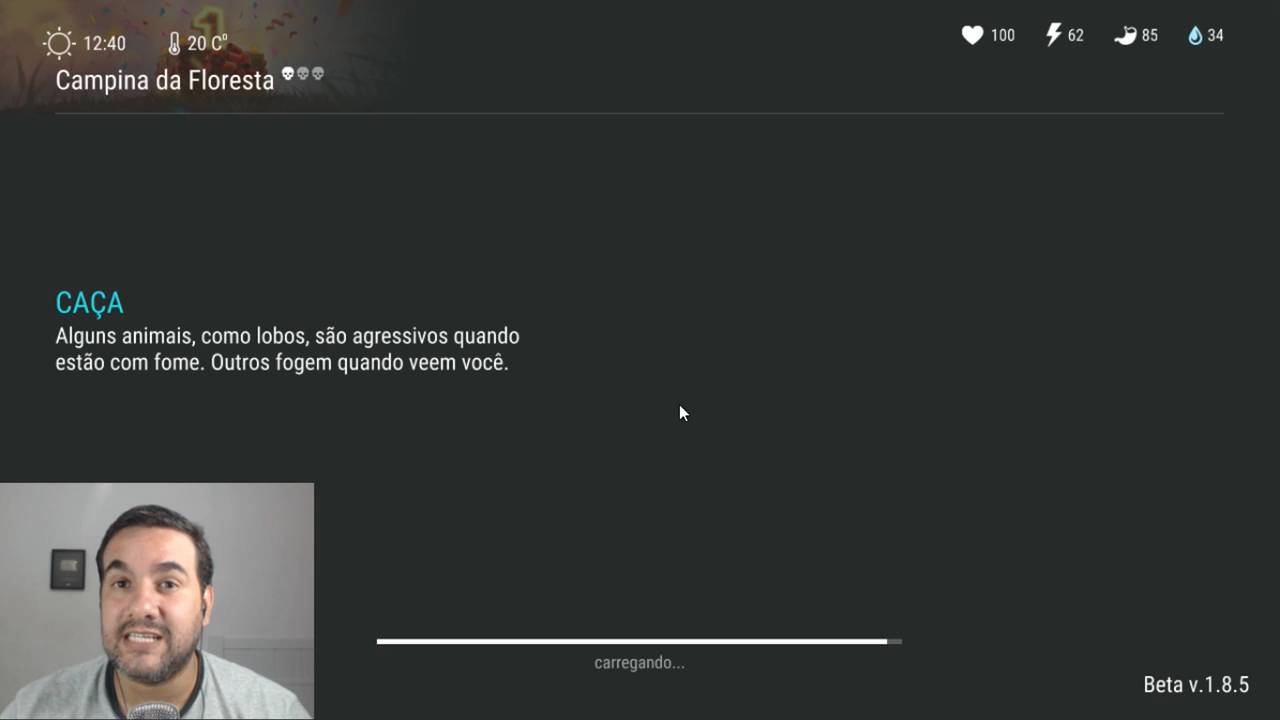 12:40
20 Cº
100
62
85
34
Campina da Floresta
CAÇA
Alguns animais, como lobos, são agressivos quando
estão com fome. Outros fogem quando veem você.
carregando...
Beta v.1.8.5